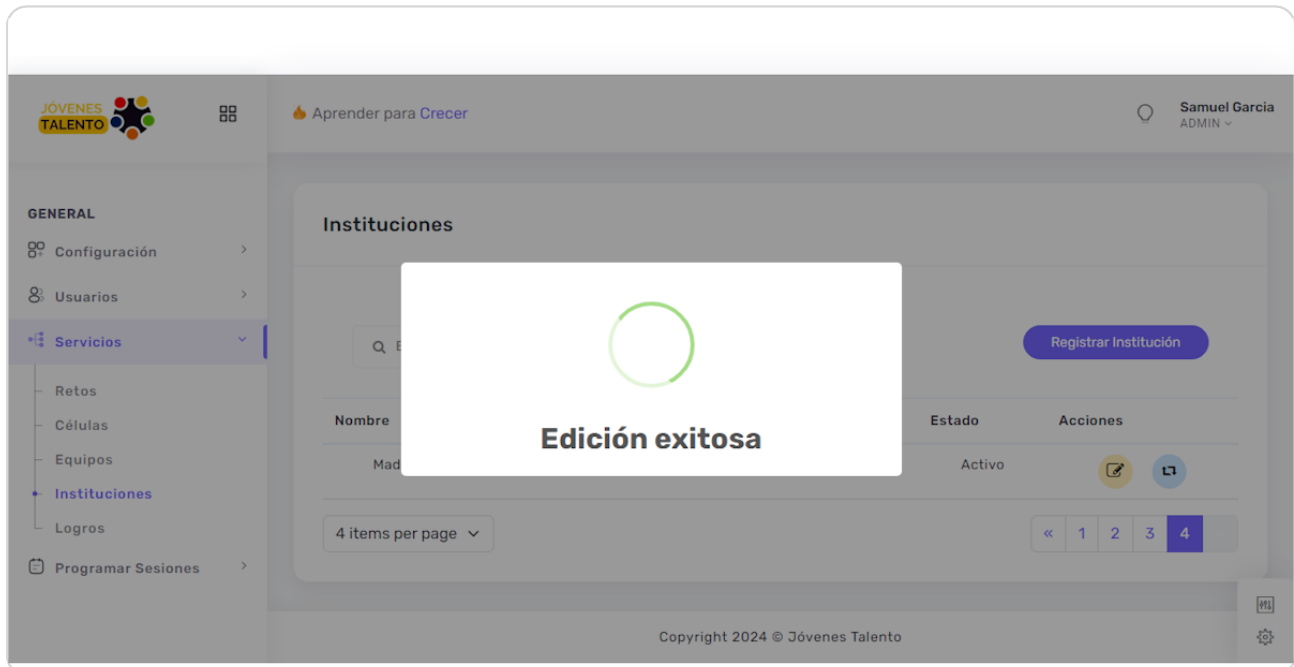 JÓVENES
TALENTO
Aprender para Crecer
Samuel Garcia
ADMIN
GENERAL
Configuración
Usuarios
Servicios
Retos
Células
Equipos
Instituciones
Logros
Programar Sesiones
Instituciones
Registrar Institución
Nombre
Estado
Acciones
Activo
Edición exitosa
4 items per page
« 1 2 3 4
Copyright 2024 © Jóvenes Talento